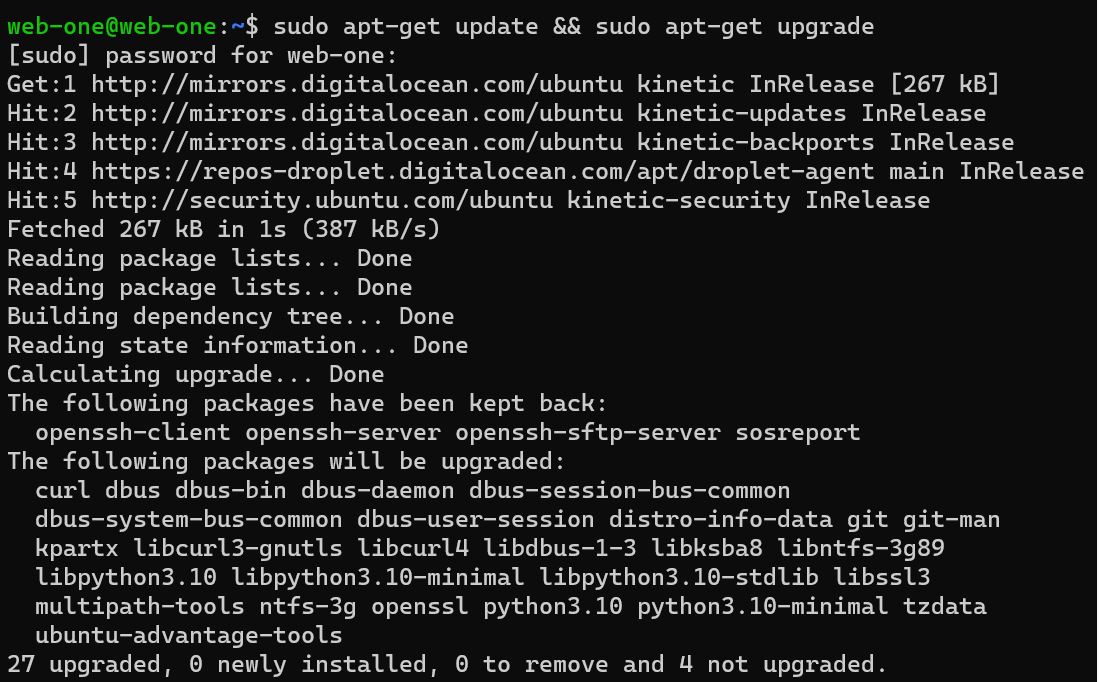 web-one@web-one:~$ sudo apt-get update && sudo apt-get upgrade
[sudo] password for web-one:
Get:1 http://mirrors.digitalocean.com/ubuntu kinetic InRelease [267 kB]
Hit:2 http://mirrors.digitalocean.com/ubuntu kinetic-updates InRelease
Hit:3 http://mirrors.digitalocean.com/ubuntu kinetic-backports InRelease
Hit:4 https://repos-droplet.digitalocean.com/apt/droplet-agent main InRelease
Hit:5 http://security.ubuntu.com/ubuntu kinetic-security InRelease
Fetched 267 kB in 1s (387 kB/s)
Reading package lists... Done
Reading package lists... Done
Building dependency tree... Done
Reading state information... Done
Calculating upgrade... Done
The following packages have been kept back:
  openssh-client openssh-server openssh-sftp-server sosreport
The following packages will be upgraded:
  curl dbus dbus-bin dbus-daemon dbus-session-bus-common
  dbus-system-bus-common dbus-user-session distro-info-data git git-man
  kpartx libcurl3-gnutls libcurl4 libdbus-1-3 libksba8 libntfs-3g89
  libpython3.10 libpython3.10-minimal libpython3.10-stdlib libssl3
  multipath-tools ntfs-3g openssl python3.10 python3.10-minimal tzdata
  ubuntu-advantage-tools
27 upgraded, 0 newly installed, 0 to remove and 4 not upgraded.